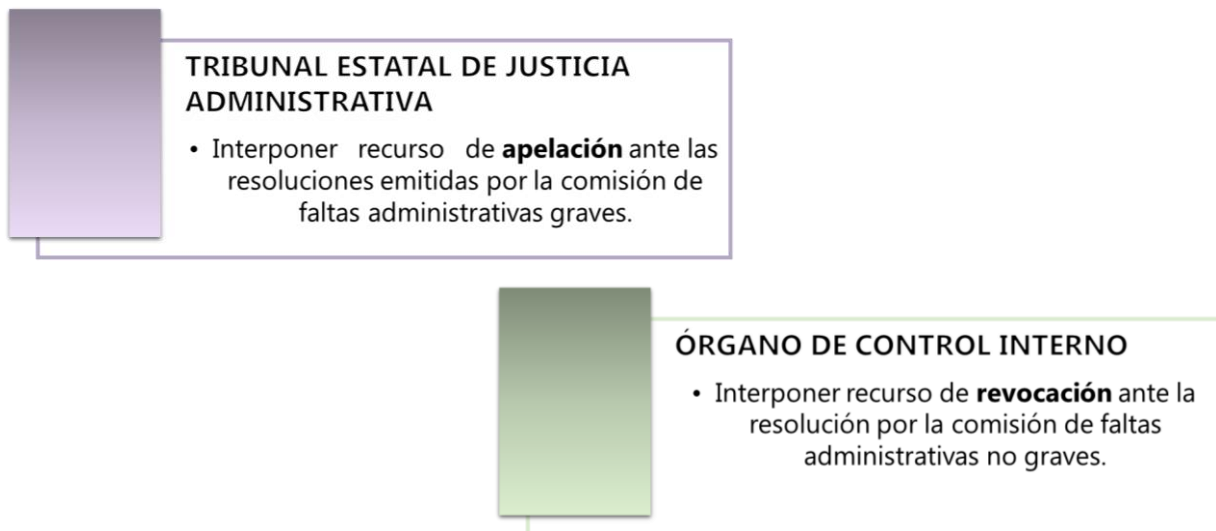 TRIBUNAL ESTATAL DE JUSTICIA
ADMINISTRATIVA
• Interponer recurso de apelación ante las
resoluciones emitidas por la comisión de
faltas administrativas graves.
ÓRGANO DE CONTROL INTERNO
• Interponer recurso de revocación ante la
resolución por la comisión de faltas
administrativas no graves.